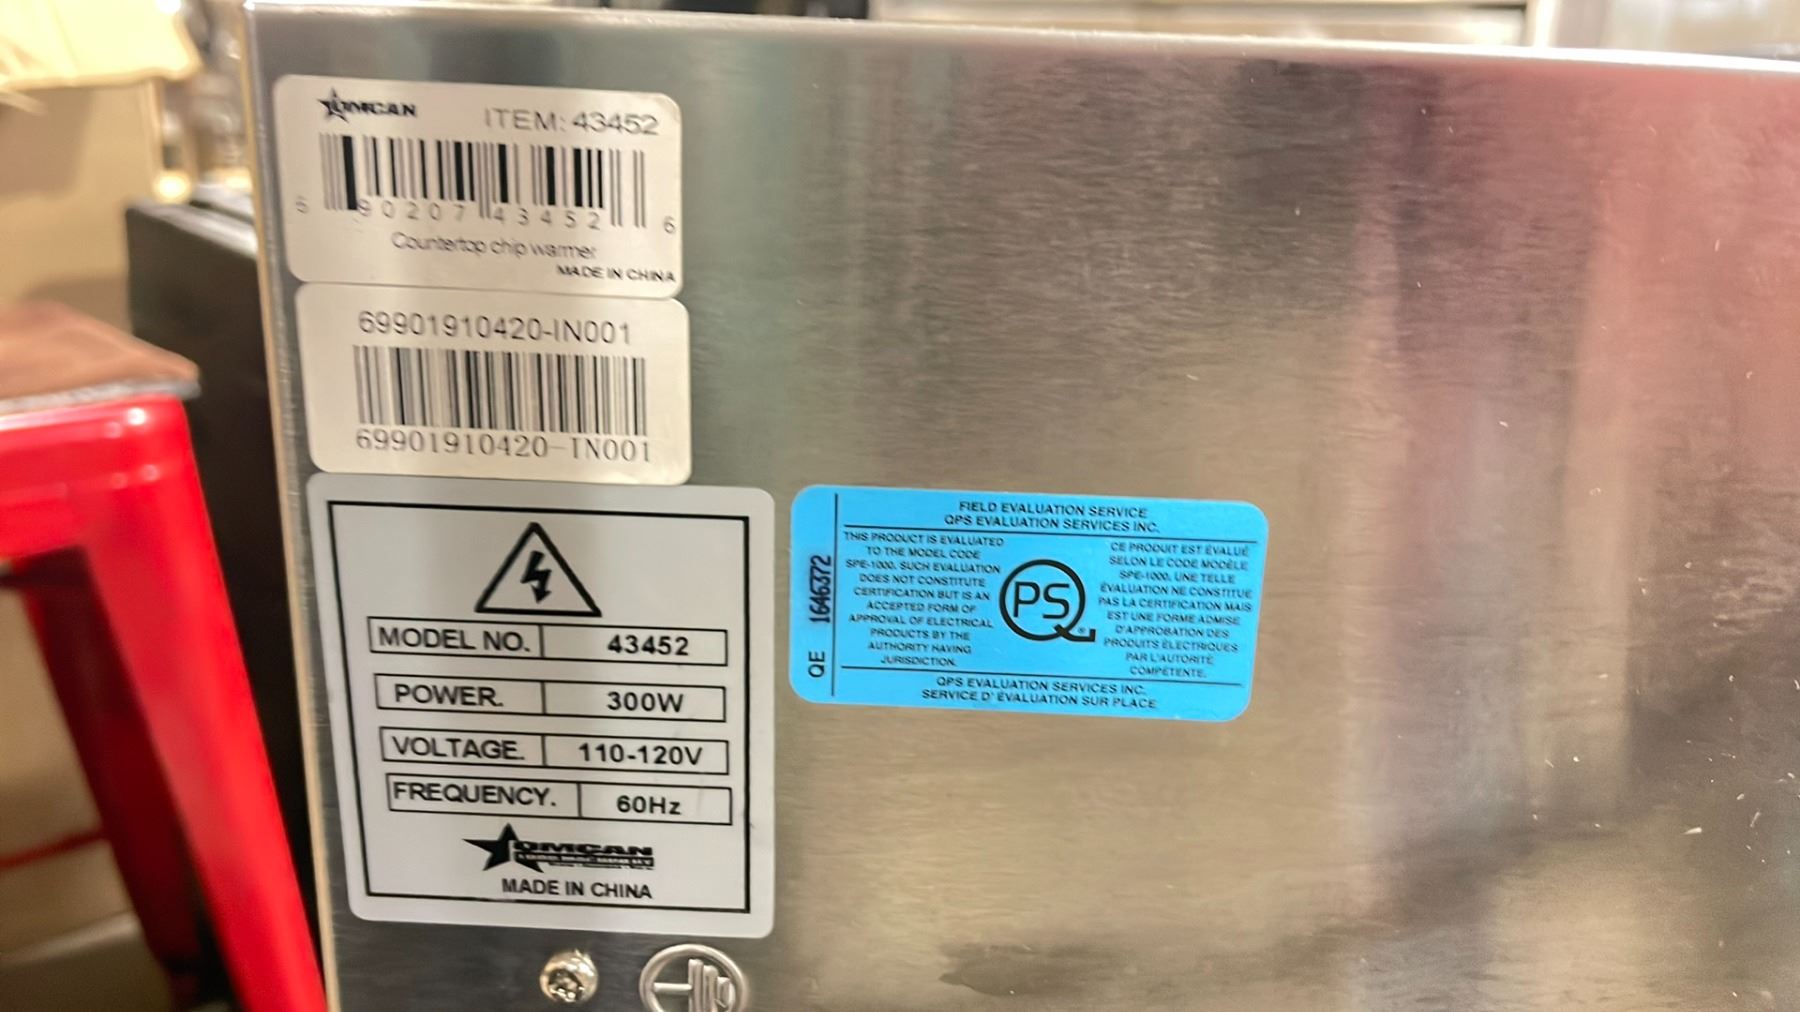 OMCAN
ITEM: 43452
90207 43452 6
Countertop chip warmer
MADE IN CHINA
69901910420-IN001
69901910420-IN001
MODEL NO. 43452
POWER. 300W
VOLTAGE. 110-120V
FREQUENCY. 60Hz
OMCAN
MADE IN CHINA
QE 1646372
FIELD EVALUATION SERVICE
QPS EVALUATION SERVICES INC.
THIS PRODUCT IS EVALUATED
TO THE MODEL CODE
SPE-1000. SUCH EVALUATION
DOES NOT CONSTITUTE
CERTIFICATION BUT IS AN
ACCEPTED FORM OF
APPROVAL OF ELECTRICAL
PRODUCTS BY THE
AUTHORITY HAVING
JURISDICTION.
PS
CE PRODUIT EST ÉVALUÉ
SELON LE CODE MODÈLE
SPE-1000. UNE TELLE
ÉVALUATION NE CONSTITUE
PAS LA CERTIFICATION MAIS
EST UNE FORME ADMISE
D'APPROBATION DES
PRODUITS ÉLECTRIQUES
PAR L'AUTORITÉ
COMPÉTENTE.
QPS EVALUATION SERVICES INC.
SERVICE D' ÉVALUATION SUR PLACE